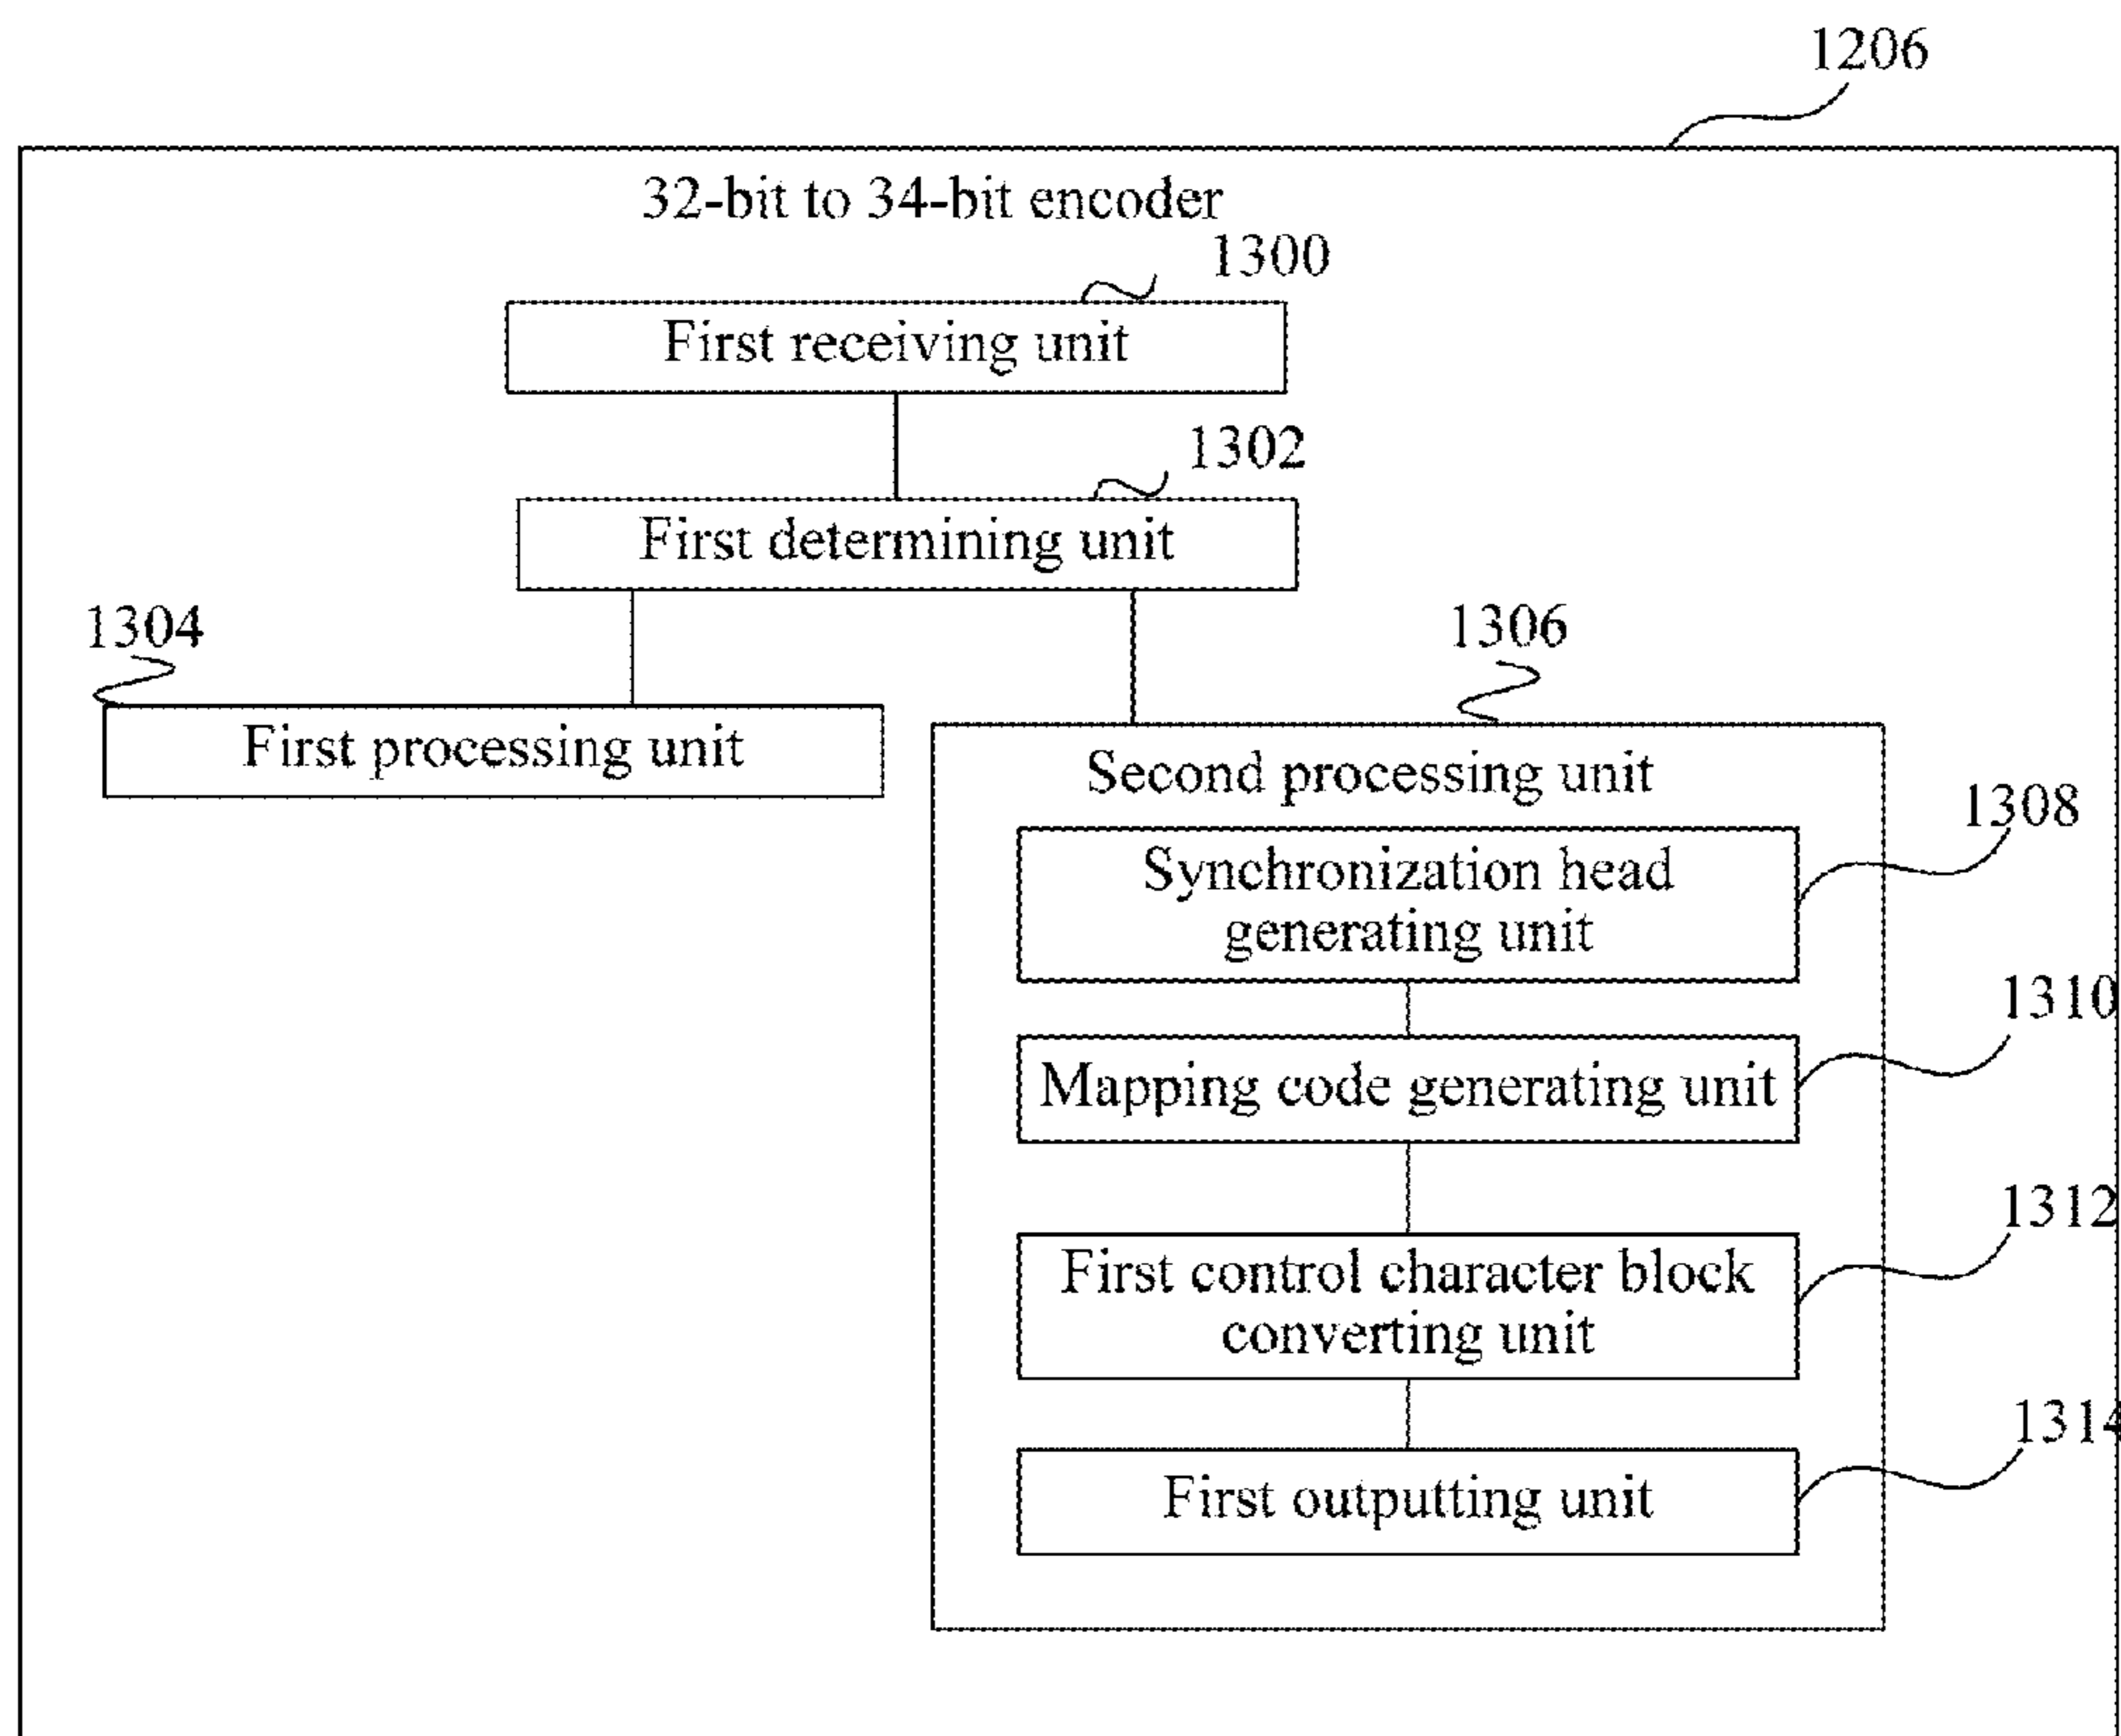 1206
32-bit to 34-bit encoder
1300
First receiving unit
1302
First determining unit
1304
1306
First processing unit
Second processing unit
1308
Synchronization head
generating unit
1310
Mapping code generating unit
1312
First control character block
converting unit
1314
First outputting unit